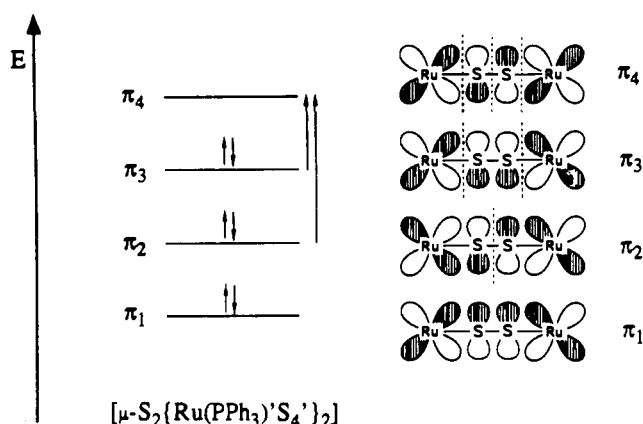 E
π4
π3
π2
π1
Ru S S Ru π4
Ru S S Ru π3
Ru S S Ru π2
Ru S S Ru π1
[μ-S2{Ru(PPh3)'S4'}2]